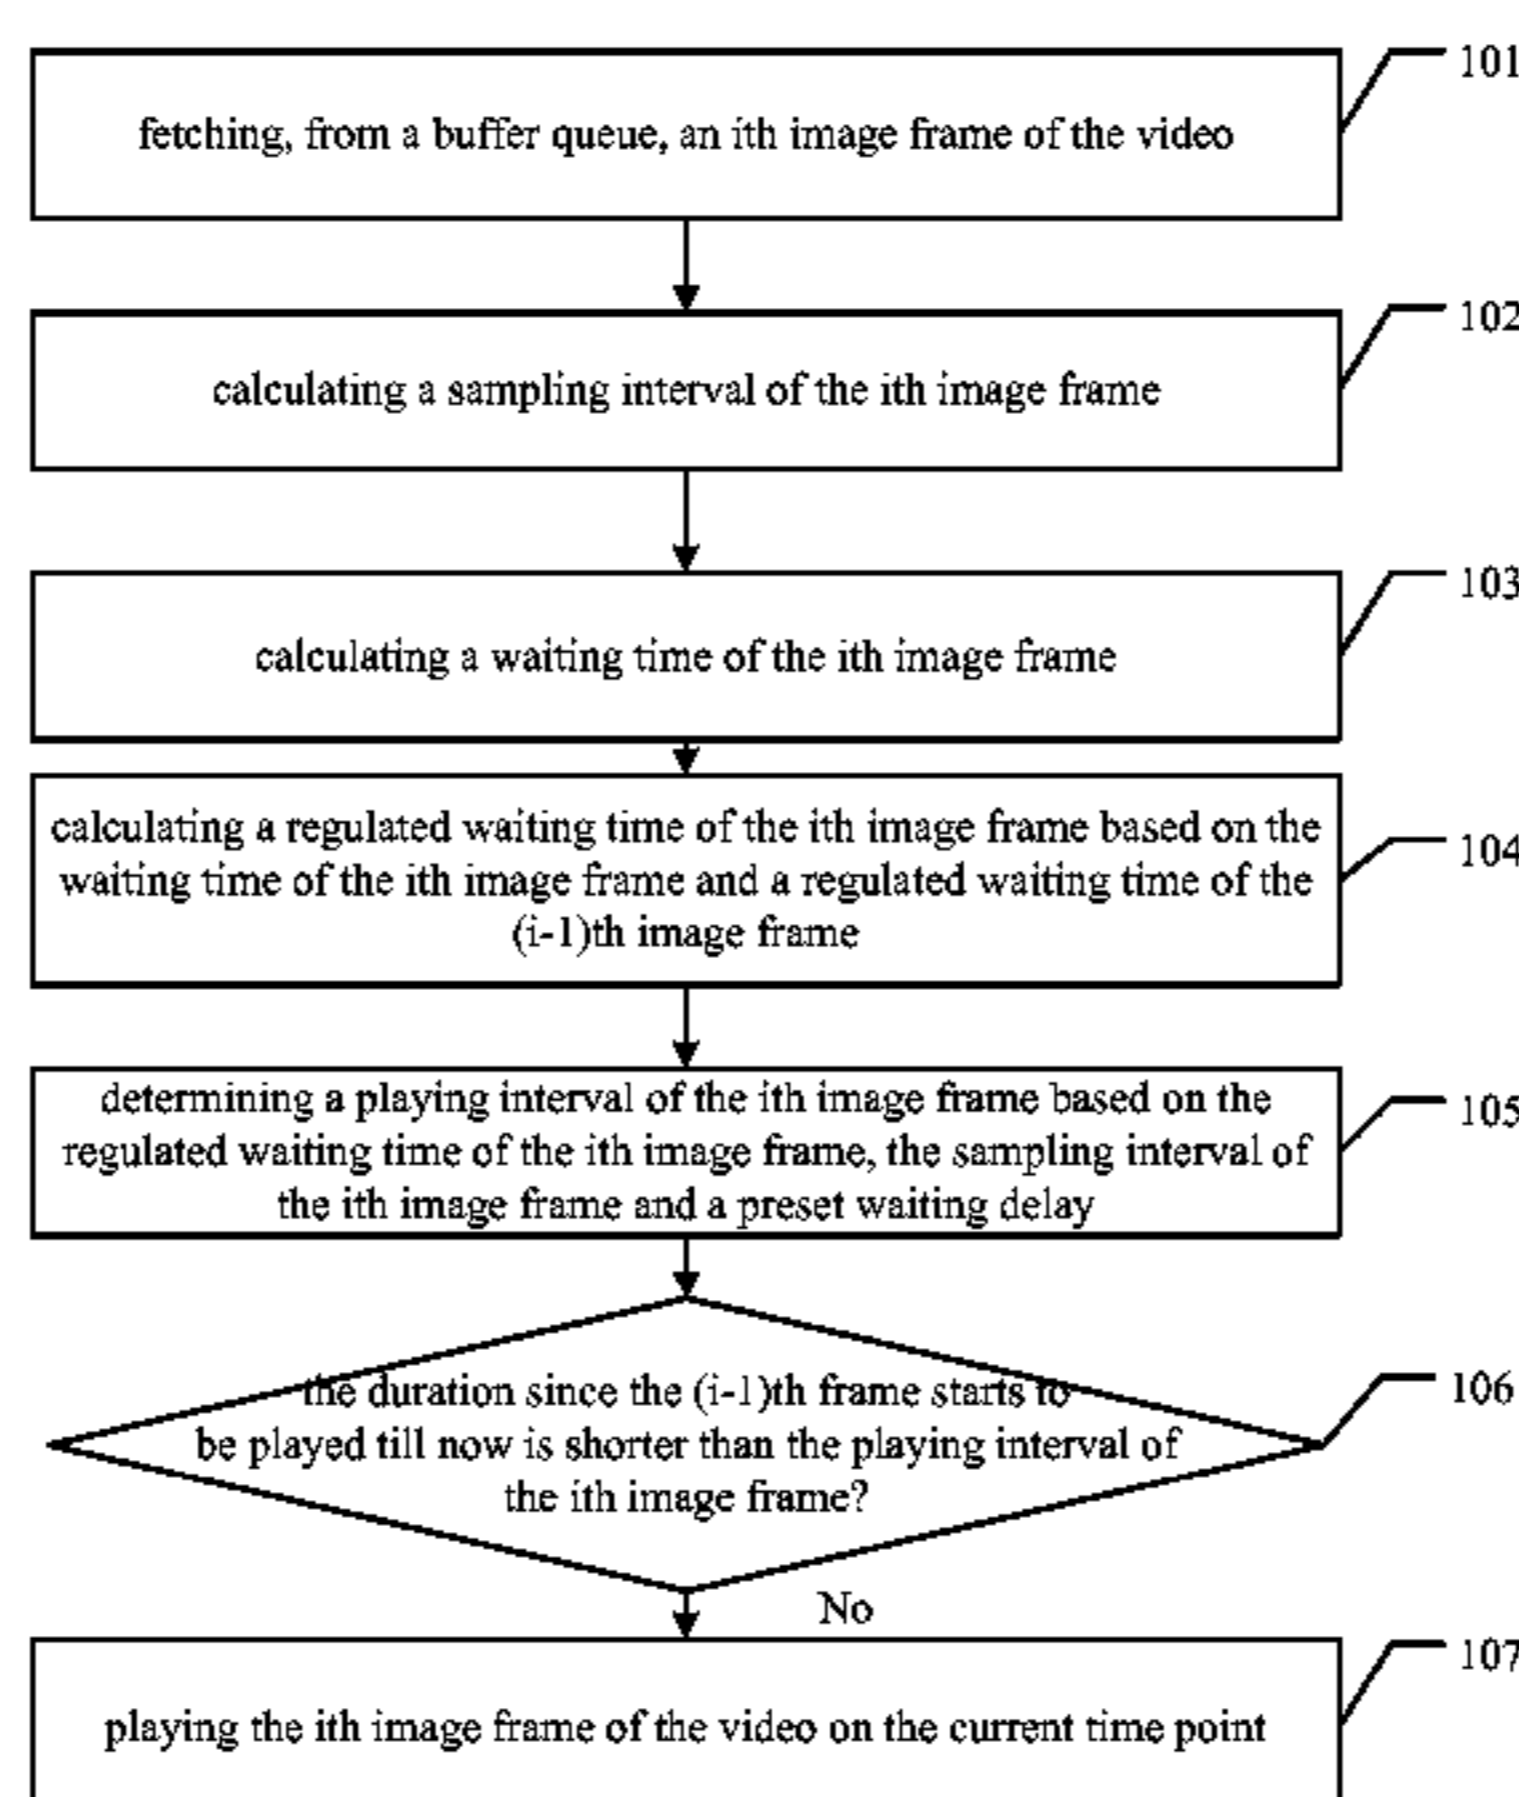 101
fetching, from a buffer queue, an ith image frame of the video
102
calculating a sampling interval of the ith image frame
103
calculating a waiting time of the ith image frame
calculating a regulated waiting time of the ith image frame based on the
104
waiting time of the ith image frame and a regulated waiting time of the
(i-1)th image frame
determining a playing interval of the ith image frame based on the
105
regulated waiting time of the ith image frame, the sampling interval of
the ith image frame and a preset waiting delay
the duration since the (i-1)th frame starts to
106
be played till now is shorter than the playing interval of
the ith image frame?
No
107
playing the ith image frame of the video on the current time point